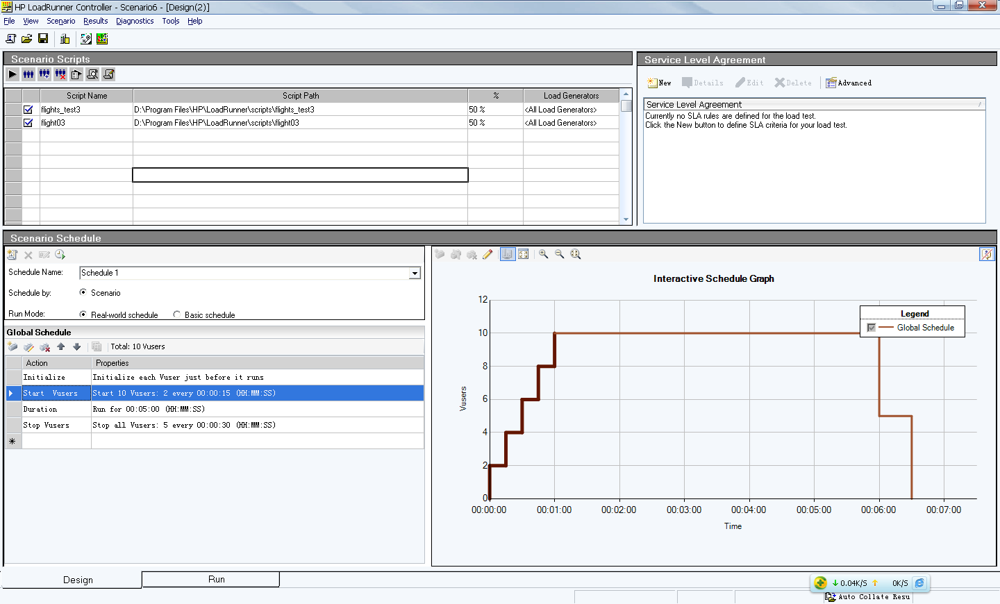 HP LoadRunner Controller - Scenario6 - [Design(2)]
File View Scenario Results Diagnostics Tools Help
Scenario Scripts
Script Name Script Path % Load Generators
flights_test3 D:\Program Files\HP\LoadRunner\scripts\flights_test3 50 % <All Load Generators>
flight03 D:\Program Files\HP\LoadRunner\scripts\flight03 50 % <All Load Generators>
Service Level Agreement
New Details Edit Delete Advanced
Service Level Agreement
Currently no SLA rules are defined for the load test.
Click the New button to define SLA criteria for your load test.
Scenario Schedule
Schedule Name: Schedule 1
Schedule by: Scenario
Run Mode: Real-world schedule Basic schedule
Global Schedule
Total: 10 Vusers
Action Properties
Initialize Initialize each Vuser just before it runs
Start Vusers Start 10 Vusers: 2 every 00:00:15 (HH:MM:SS)
Duration Run for 00:05:00 (HH:MM:SS)
Stop Vusers Stop all Vusers: 5 every 00:00:30 (HH:MM:SS)
Interactive Schedule Graph
12
10
8
6
4
2
0
Vusers
Legend
Global Schedule
00:00:00 00:01:00 00:02:00 00:03:00 00:04:00 00:05:00 00:06:00 00:07:00
Time
Design Run
0.04K/S 0K/S
Auto Collate Resu